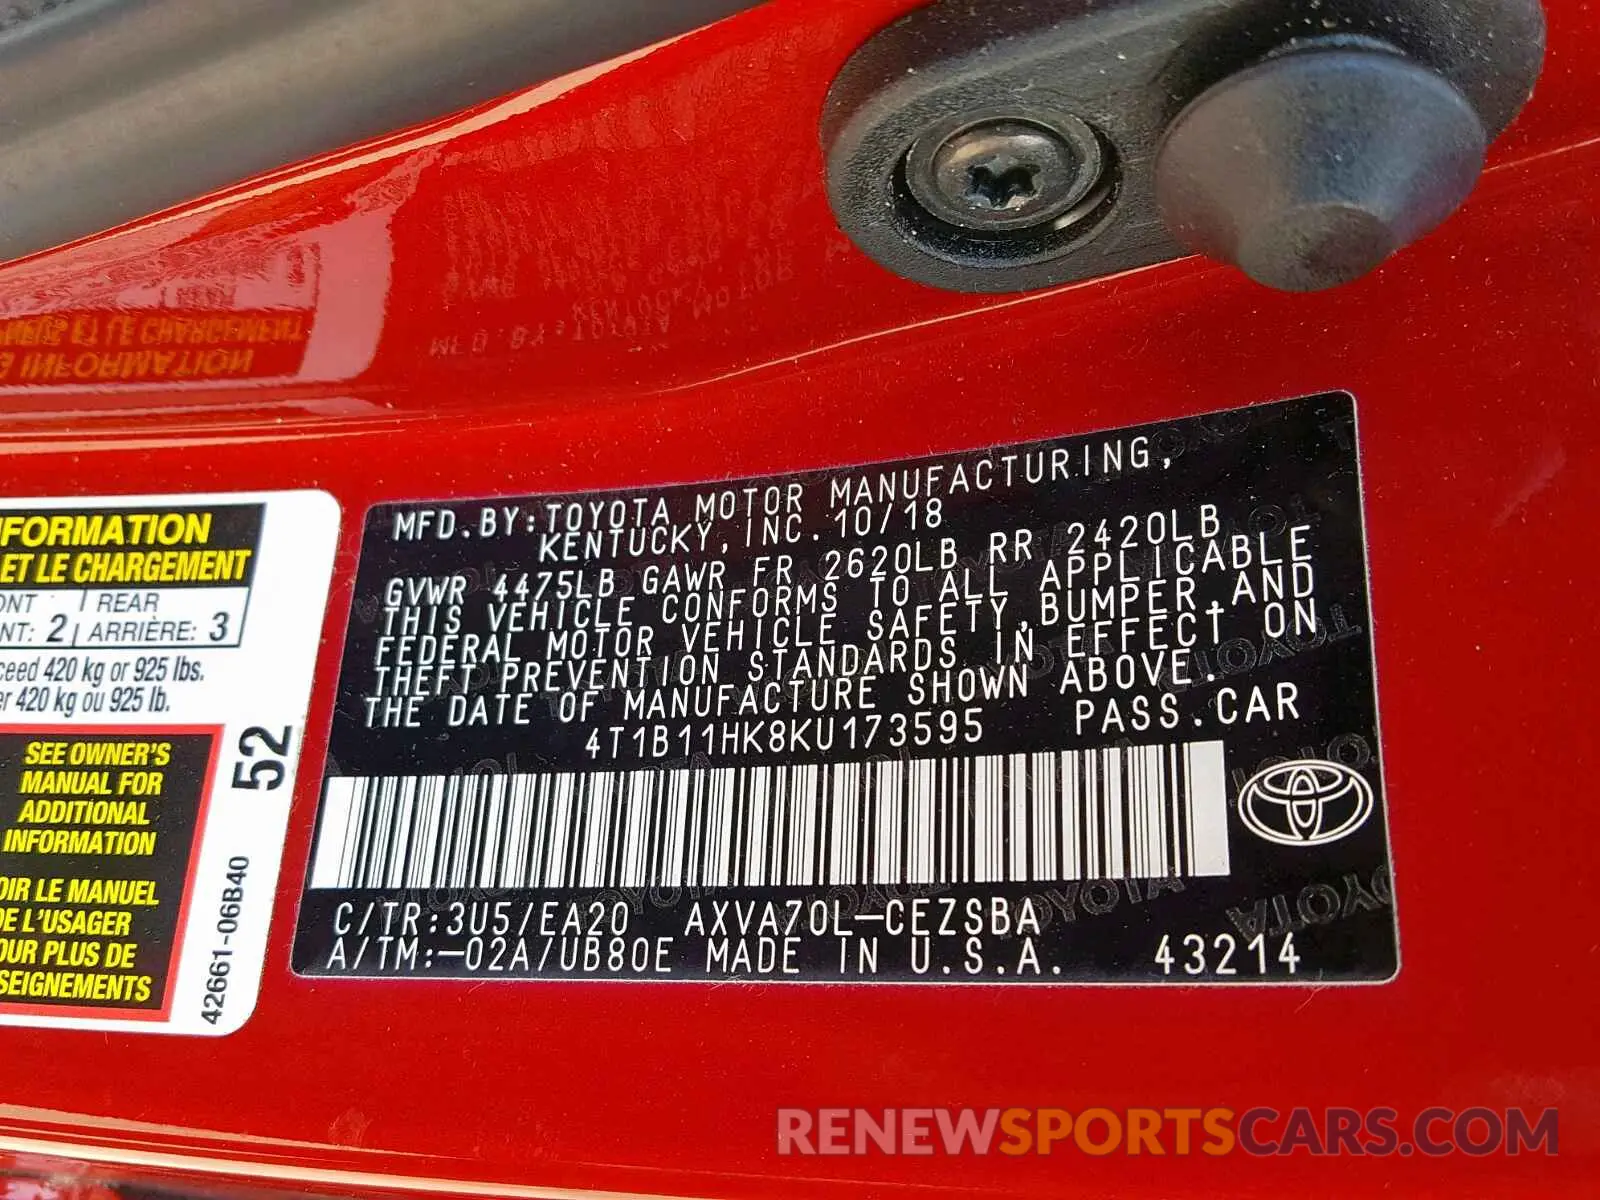 MFD.BY:TOYOTA MOTOR MANUFACTURING,
KENTUCKY,INC.10/18
GVWR 4475LB GAWR FR 2620LB RR 2420LB
THIS VEHICLE CONFORMS TO ALL APPLICABLE
FEDERAL MOTOR VEHICLE SAFETY,BUMPER,AND
THEFT PREVENTION STANDARDS IN EFFECT ON
THE DATE OF MANUFACTURE SHOWN ABOVE.
4T1B11HK8KU173595 PASS.CAR
C/TR:3U5/EA20 AXVA70L-CEZSBA
A/TM:-02A/UB80E MADE IN U.S.A. 43214
INFORMATION
ET LE CHARGEMENT
REAR
2 ARRIÈRE: 3
420 kg or 925 lbs.
420 kg ou 925 lb.
SEE OWNER'S
MANUAL FOR
ADDITIONAL
INFORMATION
LE MANUEL
DE L'USAGER
PLUS DE
52
42661-06B40
TOYOTA
RENEWSPORTSCARS.COM